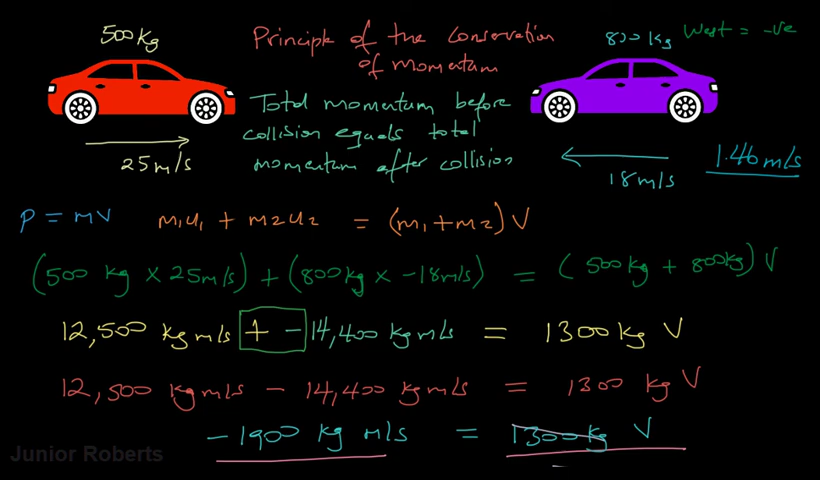 500Kg
Principle of the Conservation
of momentum
800 Kg
West = -ve
Total momentum before
collision equals total
momentum after collision
25m/s
18m/s
1.46m/s
P = mV
m1u1 + m2u2 = (m1+m2) V
(500 kg × 25m/s) + (800kg × -18m/s) = (500kg + 800kg) V
12,500 kgm/s + - 14,400 kgm/s = 1300kg V
12,500 kgm/s - 14,400 kgm/s = 1300 kg V
-1900 kg m/s = 1300kg V
Junior Roberts